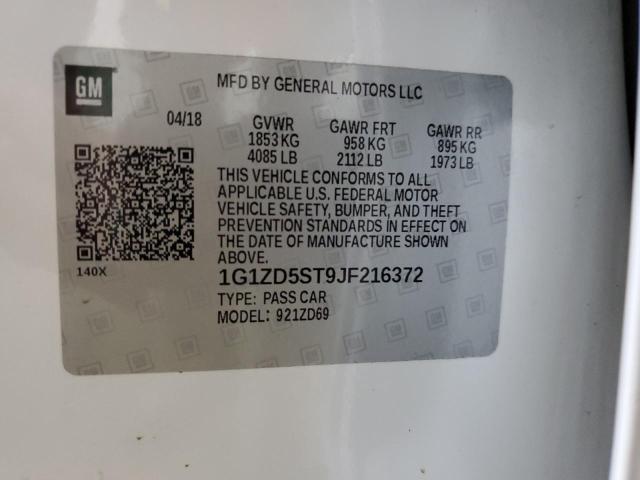 GM
MFD BY GENERAL MOTORS LLC
04/18 GVWR GAWR FRT GAWR RR
1853 KG 958 KG 895 KG
4085 LB 2112 LB 1973 LB
THIS VEHICLE CONFORMS TO ALL
APPLICABLE U.S. FEDERAL MOTOR
VEHICLE SAFETY, BUMPER, AND THEFT
PREVENTION STANDARDS IN EFFECT ON
THE DATE OF MANUFACTURE SHOWN
ABOVE.
140X
1G1ZD5ST9JF216372
TYPE: PASS CAR
MODEL: 921ZD69